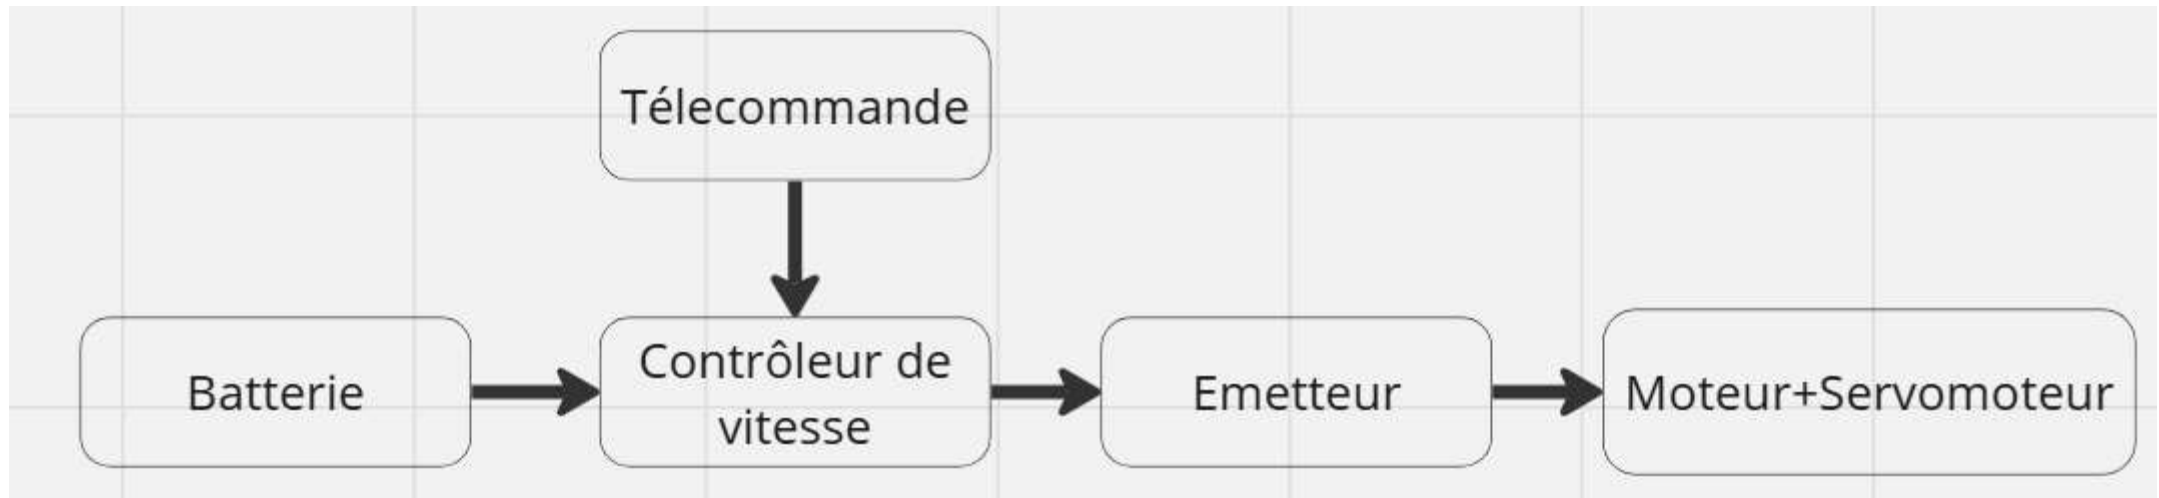 Télecommande
Batterie
Contrôleur de
vitesse
Emetteur
Moteur+Servomoteur